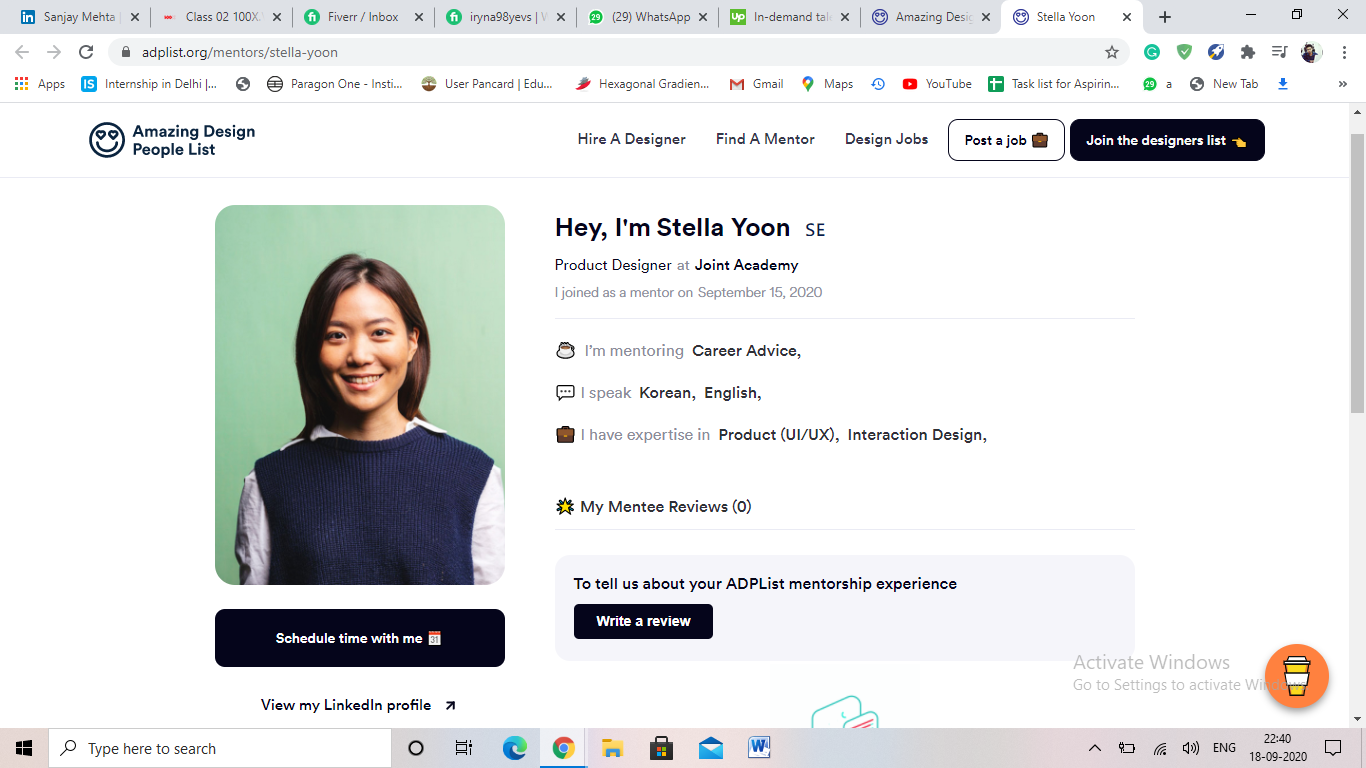 Sanjay Mehta |
Class 02 100X
Fiverr / Inbox
iryna98yevs | W
(29) WhatsApp
In-demand tal
Amazing Desig
Stella Yoon
adplist.org/mentors/stella-yoon
Apps
Internship in Delhi |...
Paragon One - Insti...
User Pancard | Edu...
Hexagonal Gradien...
Gmail
Maps
YouTube
Task list for Aspirin...
a
New Tab
Amazing Design
People List
Hire A Designer
Find A Mentor
Design Jobs
Post a job
Join the designers list
Hey, I'm Stella Yoon SE
Product Designer at Joint Academy
I joined as a mentor on September 15, 2020
I'm mentoring Career Advice,
I speak Korean, English,
I have expertise in Product (UI/UX), Interaction Design,
My Mentee Reviews (0)
To tell us about your ADPList mentorship experience
Write a review
Schedule time with me
View my LinkedIn profile
Activate Windows
Go to Settings to activate Windows.
Type here to search
ENG
22:40
18-09-2020